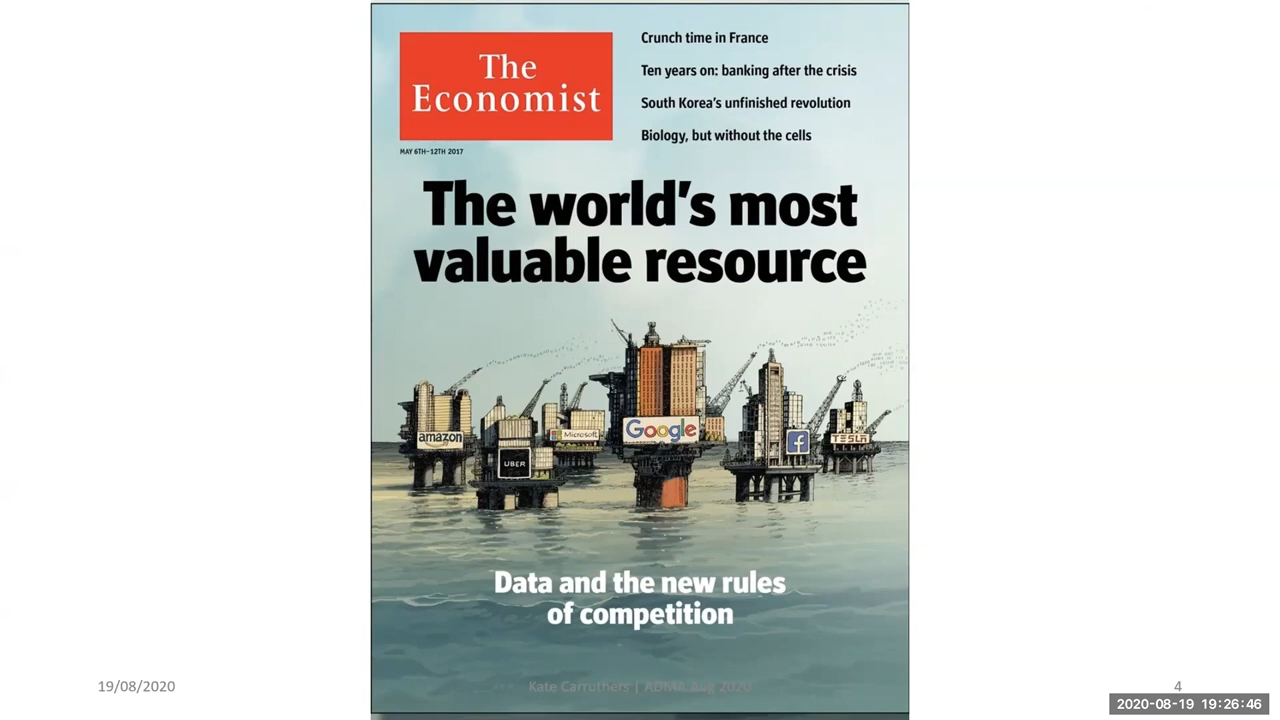 The
Economist
MAY 6TH–12TH 2017
Crunch time in France
Ten years on: banking after the crisis
South Korea's unfinished revolution
Biology, but without the cells
The world's most
valuable resource
amazon
UBER
Microsoft
Google
f
TESLA
Data and the new rules
of competition
19/08/2020
Kate Carruthers | ADMA Aug 2020
4
2020-08-19 19:26:46